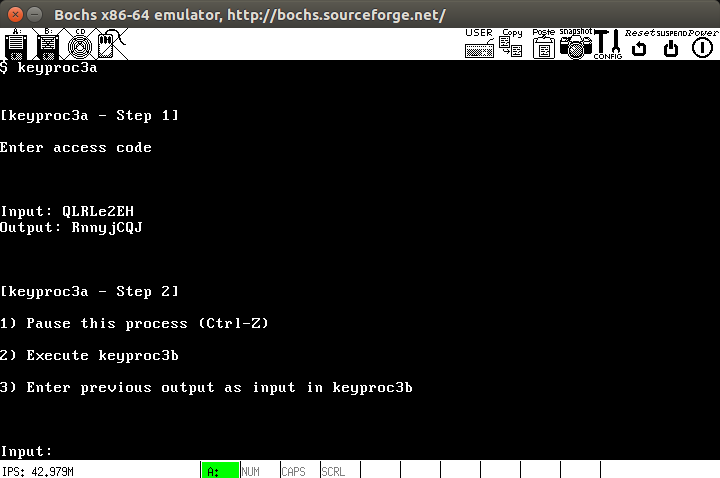 Bochs x86-64 emulator, http://bochs.sourceforge.net/
A: B: CD USER Copy Paste snapshot CONFIG Reset SUSPEND Power
$ keyproc3a
[keyproc3a - Step 1]
Enter access code
Input: QLRLe2EH
Output: RnnyjCQJ
[keyproc3a - Step 2]
1) Pause this process (Ctrl-Z)
2) Execute keyproc3b
3) Enter previous output as input in keyproc3b
Input:
IPS: 42.979M A: NUM CAPS SCRL